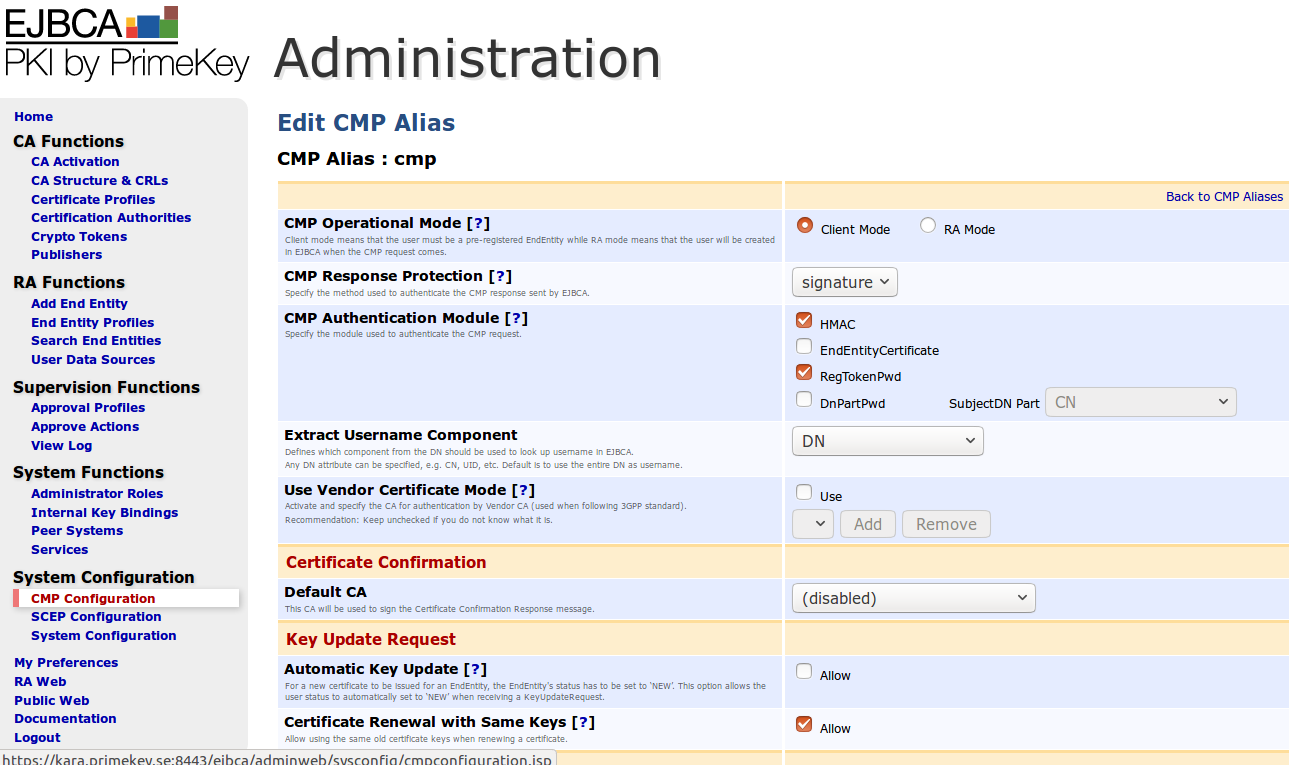 EJBCA
PKI by PrimeKey
Administration
Home
CA Functions
CA Activation
CA Structure & CRLs
Certificate Profiles
Certification Authorities
Crypto Tokens
Publishers
RA Functions
Add End Entity
End Entity Profiles
Search End Entities
User Data Sources
Supervision Functions
Approval Profiles
Approve Actions
View Log
System Functions
Administrator Roles
Internal Key Bindings
Peer Systems
Services
System Configuration
CMP Configuration
SCEP Configuration
System Configuration
My Preferences
RA Web
Public Web
Documentation
Logout
Edit CMP Alias
CMP Alias : cmp
Back to CMP Aliases
CMP Operational Mode [?]
Client mode means that the user must be a pre-registered EndEntity while RA mode means that the user will be created
in EJBCA when the CMP request comes.
Client Mode RA Mode
CMP Response Protection [?]
Specify the method used to authenticate the CMP response sent by EJBCA.
signature
CMP Authentication Module [?]
Specify the module used to authenticate the CMP request.
HMAC
EndEntityCertificate
RegTokenPwd
DnPartPwd SubjectDN Part CN
Extract Username Component
Defines which component from the DN should be used to look up username in EJBCA.
Any DN attribute can be specified, e.g. CN, UID, etc. Default is to use the entire DN as username.
DN
Use Vendor Certificate Mode [?]
Activate and specify the CA for authentication by Vendor CA (used when following 3GPP standard).
Recommendation: Keep unchecked if you do not know what it is.
Use
Add Remove
Certificate Confirmation
Default CA
This CA will be used to sign the Certificate Confirmation Response message.
(disabled)
Key Update Request
Automatic Key Update [?]
For a new certificate to be issued for an EndEntity, the EndEntity's status has to be set to 'NEW'. This option allows the
user status to automatically set to 'NEW' when receiving a KeyUpdateRequest.
Allow
Certificate Renewal with Same Keys [?]
Allow using the same old certificate keys when renewing a certificate.
Allow
https://kara.primekey.se:8443/ejbca/adminweb/sysconfig/cmpconfiguration.jsp